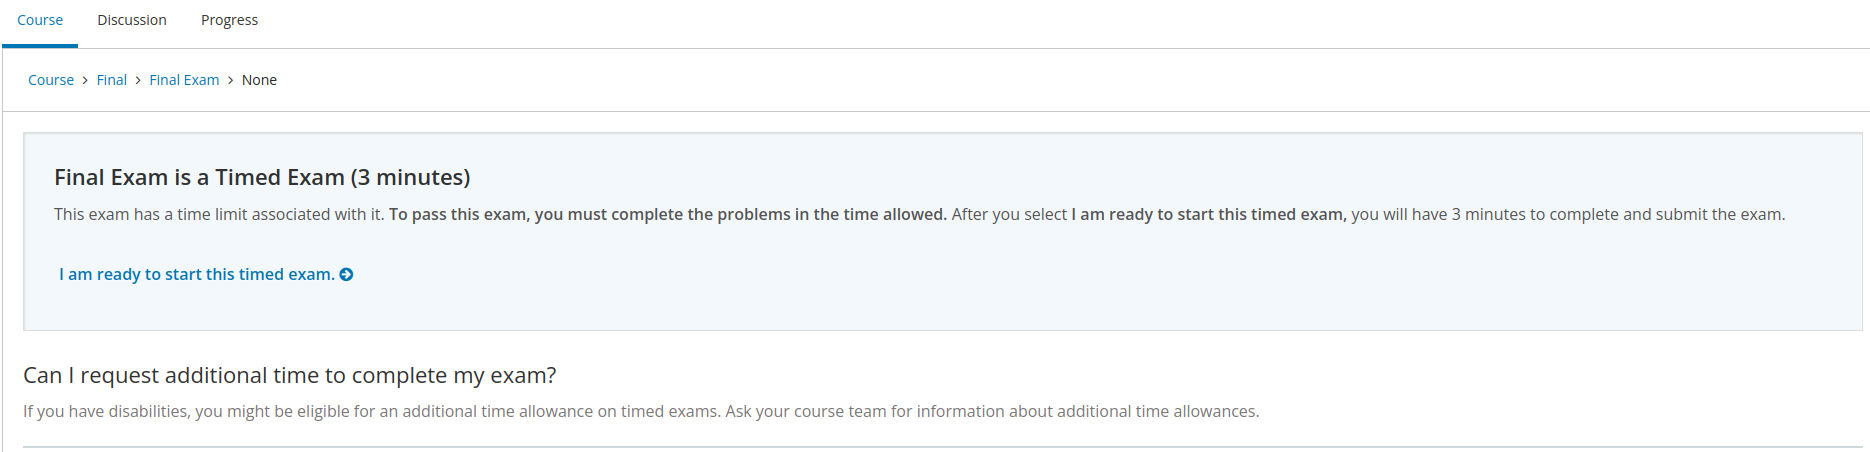 Course Discussion Progress
Course > Final > Final Exam > None
Final Exam is a Timed Exam (3 minutes)
This exam has a time limit associated with it. To pass this exam, you must complete the problems in the time allowed. After you select I am ready to start this timed exam, you will have 3 minutes to complete and submit the exam.
I am ready to start this timed exam.
Can I request additional time to complete my exam?
If you have disabilities, you might be eligible for an additional time allowance on timed exams. Ask your course team for information about additional time allowances.